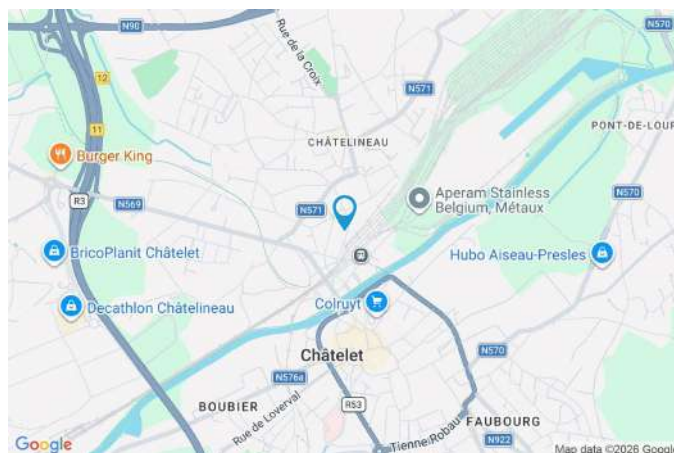 N90
Rue de la Croix
N570
12
N571
CHÂTELINEAU
PONT-DE-LOUP
11
Burger King
Aperam Stainless
Belgium, Métaux
N570
R3
N569
N571
BricoPlanit Châtelet
Hubo Aiseau-Presles
Decathlon Châtelineau
Colruyt
Châtelet
N570
N576a
BOUBIER
Rue de Loverval
R53
Tienne Robau
FAUBOURG
N922
Google
Map data ©2026 Google